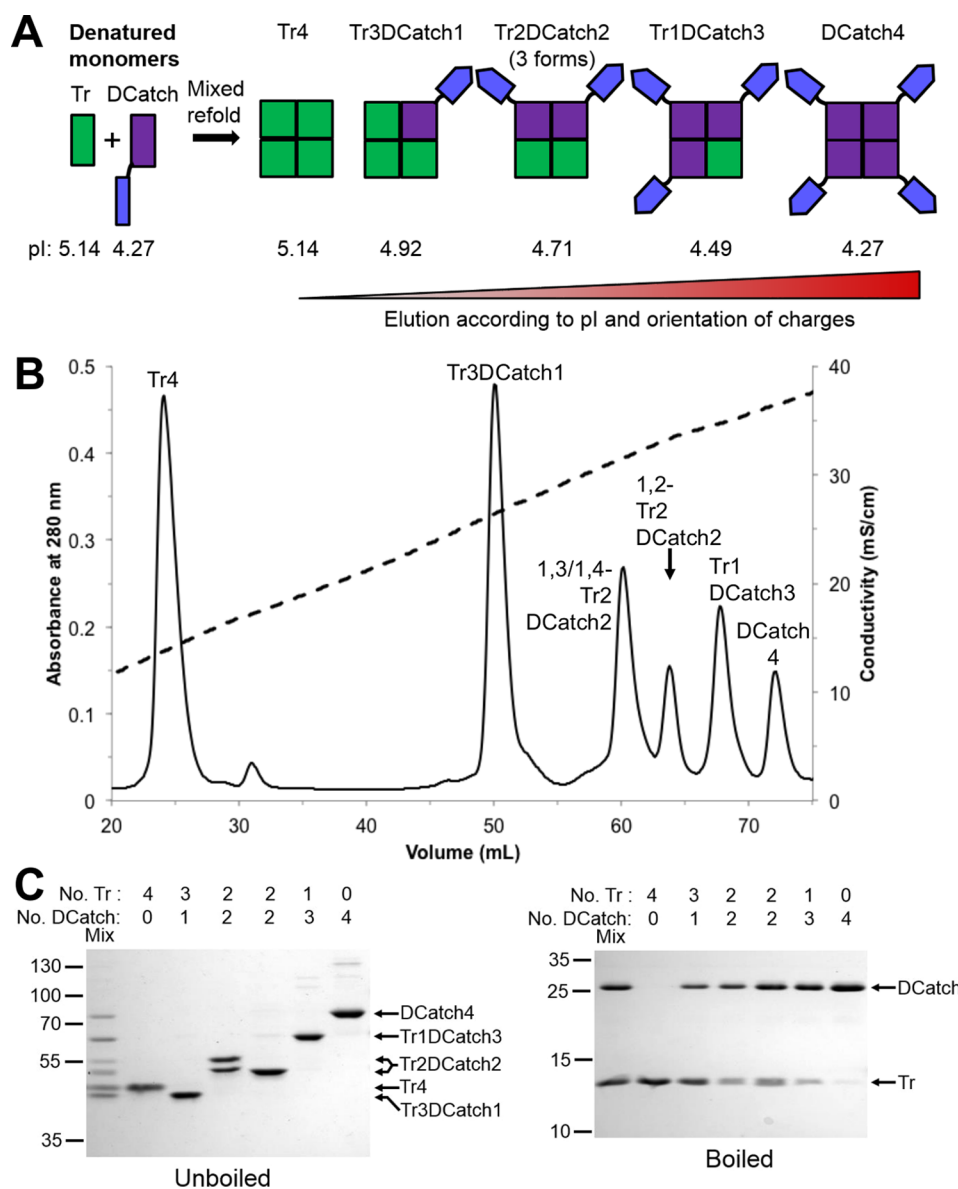 A
Denatured
monomers
Tr DCatch
+
Mixed
refold
Tr4
Tr3DCatch1
Tr2DCatch2
(3 forms)
Tr1DCatch3
DCatch4
pI: 5.14 4.27 5.14 4.92 4.71 4.49 4.27
Elution according to pI and orientation of charges
B
Absorbance at 280 nm
0.5
0.4
0.3
0.2
0.1
0
Tr4
Tr3DCatch1
1,3/1,4-
Tr2
DCatch2
1,2-
Tr2
DCatch2
Tr1
DCatch3
DCatch
4
40
30
20
10
0
Conductivity (mS/cm)
20 30 40 50 60 70
Volume (mL)
C
No. Tr : 4 3 2 2 1 0
No. DCatch: 0 1 2 2 3 4
Mix
130
100
70
55
35
DCatch4
Tr1DCatch3
Tr2DCatch2
Tr4
Tr3DCatch1
Unboiled
No. Tr : 4 3 2 2 1 0
No. DCatch: 0 1 2 2 3 4
Mix
35
25
15
10
DCatch
Tr
Boiled